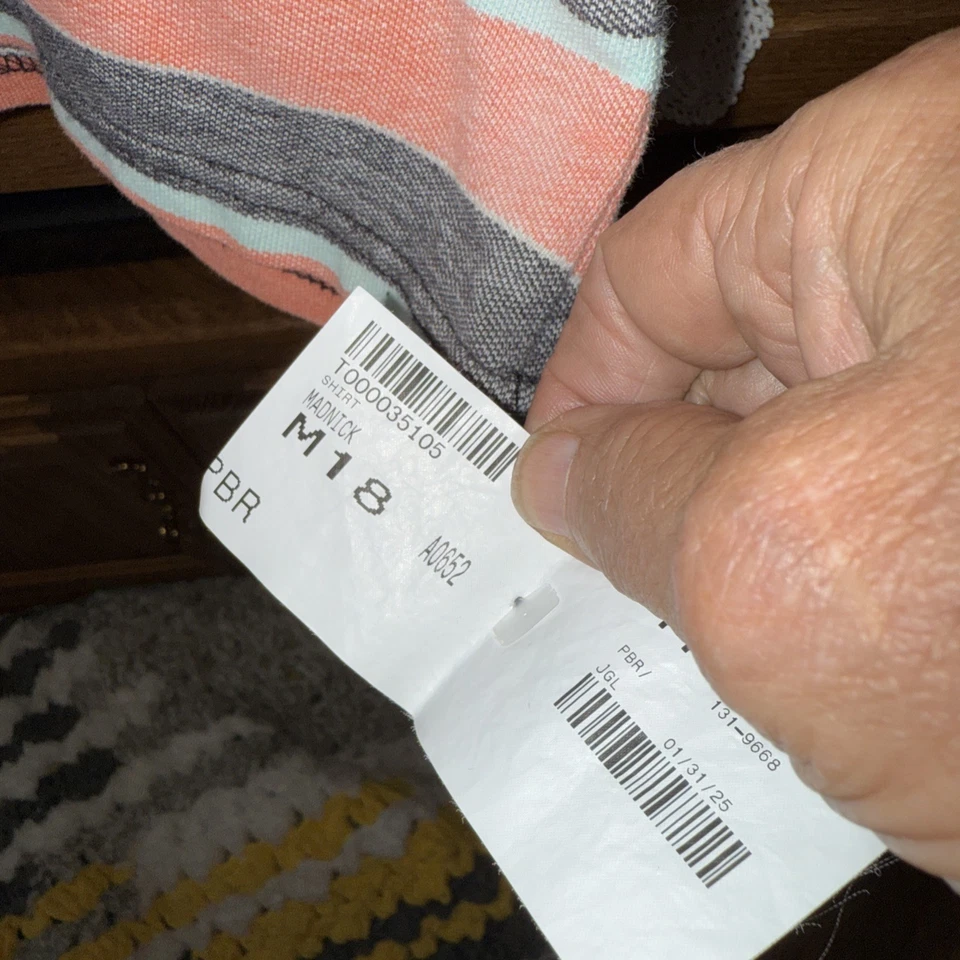 T000035105
SHIRT
MADNICK
M18
PBR
A0652
PBR/
JGL
131-9668
01/31/25